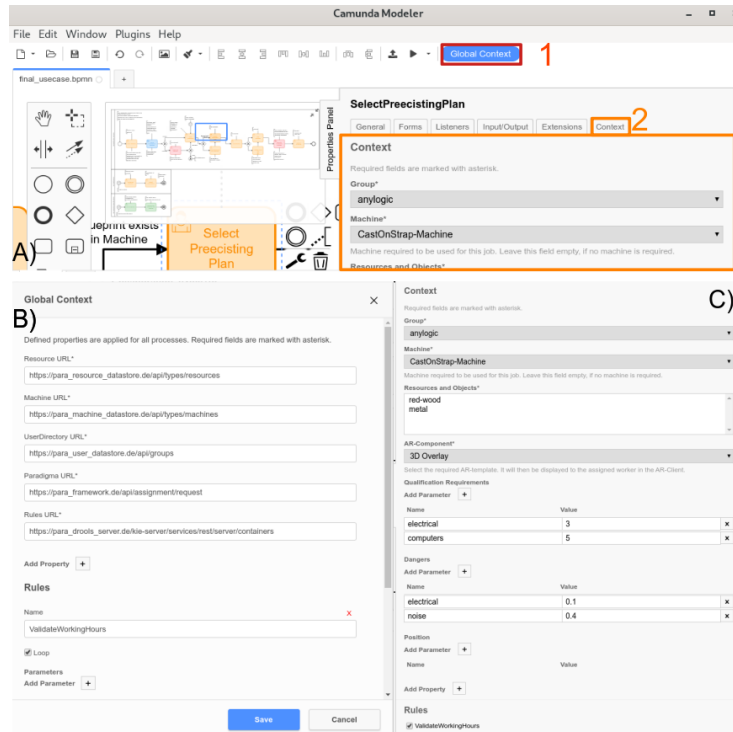 Camunda Modeler
File Edit Window Plugins Help
Global Context
1
final_usecase.bpmn
+
Properties Panel
SelectPreecistingPlan
General Forms Listeners Input/Output Extensions Context
2
Context
Required fields are marked with asterisk.
Group*
anylogic
Machine*
CastOnStrap-Machine
Machine required to be used for this job. Leave this field empty, if no machine is required.
Resources and Objects*
exists
in Machine
Select
Preecisting
Plan
A)
B)
Global Context
Defined properties are applied for all processes. Required fields are marked with asterisk.
Resource URL*
https://para_resource_datastore.de/api/types/resources
Machine URL*
https://para_machine_datastore.de/api/types/machines
UserDirectory URL*
https://para_user_datastore.de/api/groups
Paradigma URL*
https://para_framework.de/api/assignment/request
Rules URL*
https://para_drools_server.de/kie-server/services/rest/server/containers
Add Property +
Rules
Name X
ValidateWorkingHours
Loop
Parameters
Add Parameter +
Save Cancel
C)
Context
Required fields are marked with asterisk.
Group*
anylogic
Machine*
CastOnStrap-Machine
Machine required to be used for this job. Leave this field empty, if no machine is required.
Resources and Objects*
red-wood
metal
AR-Component*
3D Overlay
Select the required AR-template. It will then be displayed to the assigned worker in the AR-Client.
Qualification Requirements
Add Parameter +
Name Value
electrical 3 ×
computers 5 ×
Dangers
Add Parameter +
Name Value
electrical 0.1 ×
noise 0.4 ×
Position
Add Parameter +
Name Value
Add Property +
Rules
ValidateWorkingHours